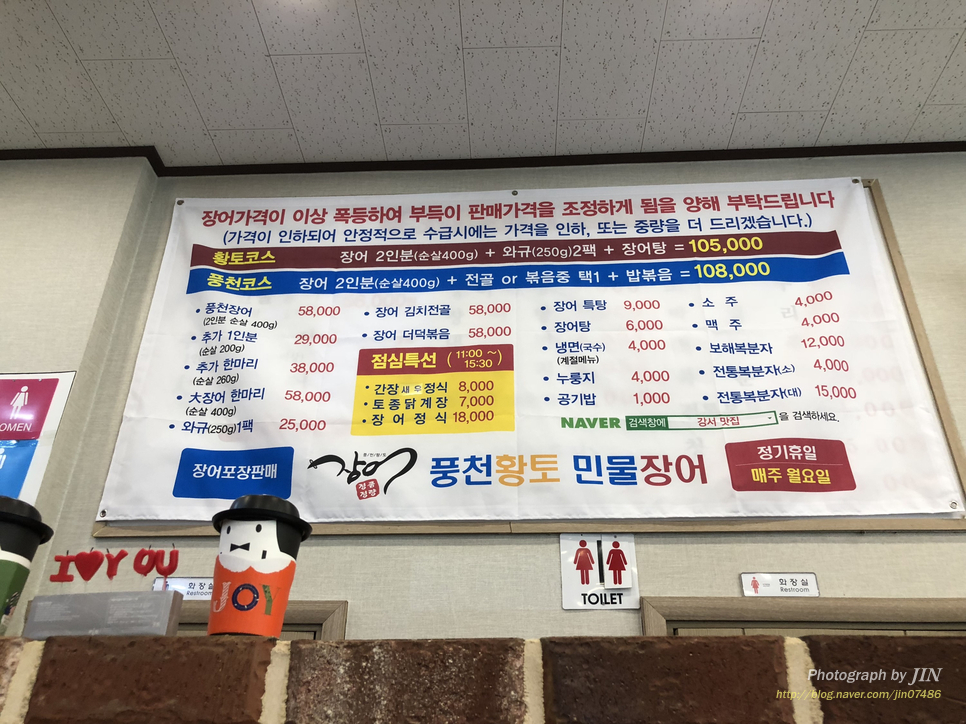 장어가격이 이상 폭등하여 부득이 판매가격을 조정하게 됨을 양해 부탁드립니다
(가격이 인하되어 안정적으로 수급시에는 가격을 인하, 또는 중량을 더 드리겠습니다.)
황토코스 장어 2인분(순살400g) + 와규(250g)2팩 + 장어탕 = 105,000
풍천코스 장어 2인분(순살400g) + 전골 or 볶음중 택1 + 밥볶음 = 108,000
• 풍천장어 58,000
(2인분 순살 400g)
• 추가 1인분 29,000
(순살 200g)
• 추가 한마리 38,000
(순살 260g)
• 大장어 한마리 58,000
(순살 400g)
• 와규(250g)1팩 25,000
• 장어 김치전골 58,000
• 장어 더덕볶음 58,000
점심특선 (11:00 ~ 15:30)
• 간장새우정식 8,000
• 토종닭계장 7,000
• 장어정식 18,000
• 장어 특탕 9,000
• 장어탕 6,000
• 냉면(국수) 4,000
(계절메뉴)
• 누룽지 4,000
• 공기밥 1,000
• 소주 4,000
• 맥주 4,000
• 보해복분자 12,000
• 전통복분자(소) 4,000
• 전통복분자(대) 15,000
NAVER 검색창에 강서 맛집 을 검색하세요.
장어포장판매
장어
정품
정량
풍천황토 민물장어
정기휴일
매주 월요일
OMEN
I♥YOU
JOY
화장실
Restroom
TOILET
화장실
Restroom
Photograph by JIN
http://blog.naver.com/jin07486